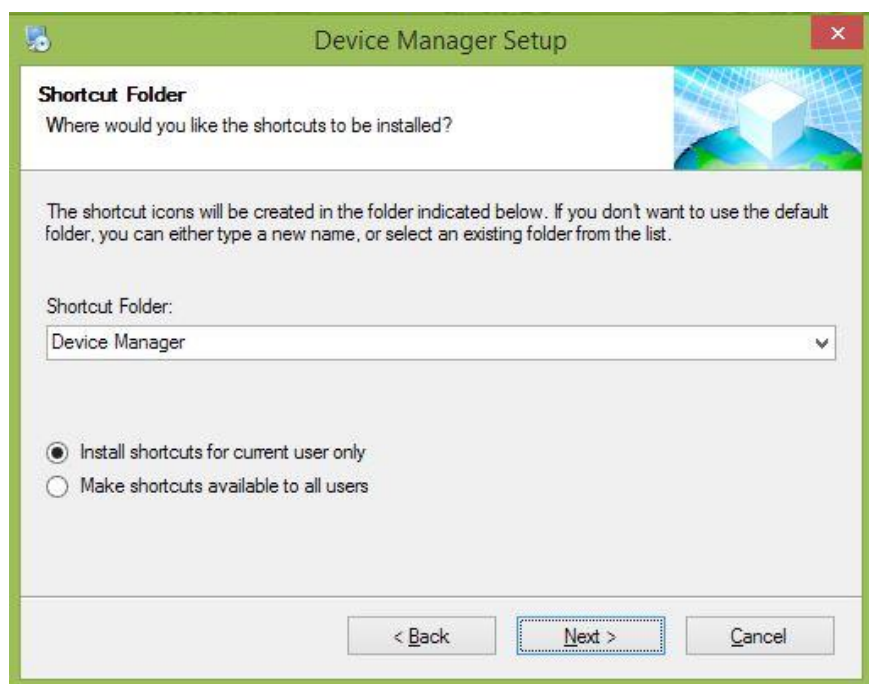 Device Manager Setup
Shortcut Folder
Where would you like the shortcuts to be installed?
The shortcut icons will be created in the folder indicated below. If you don't want to use the default
folder, you can either type a new name, or select an existing folder from the list.
Shortcut Folder:
Device Manager
Install shortcuts for current user only
Make shortcuts available to all users
< Back
Next >
Cancel